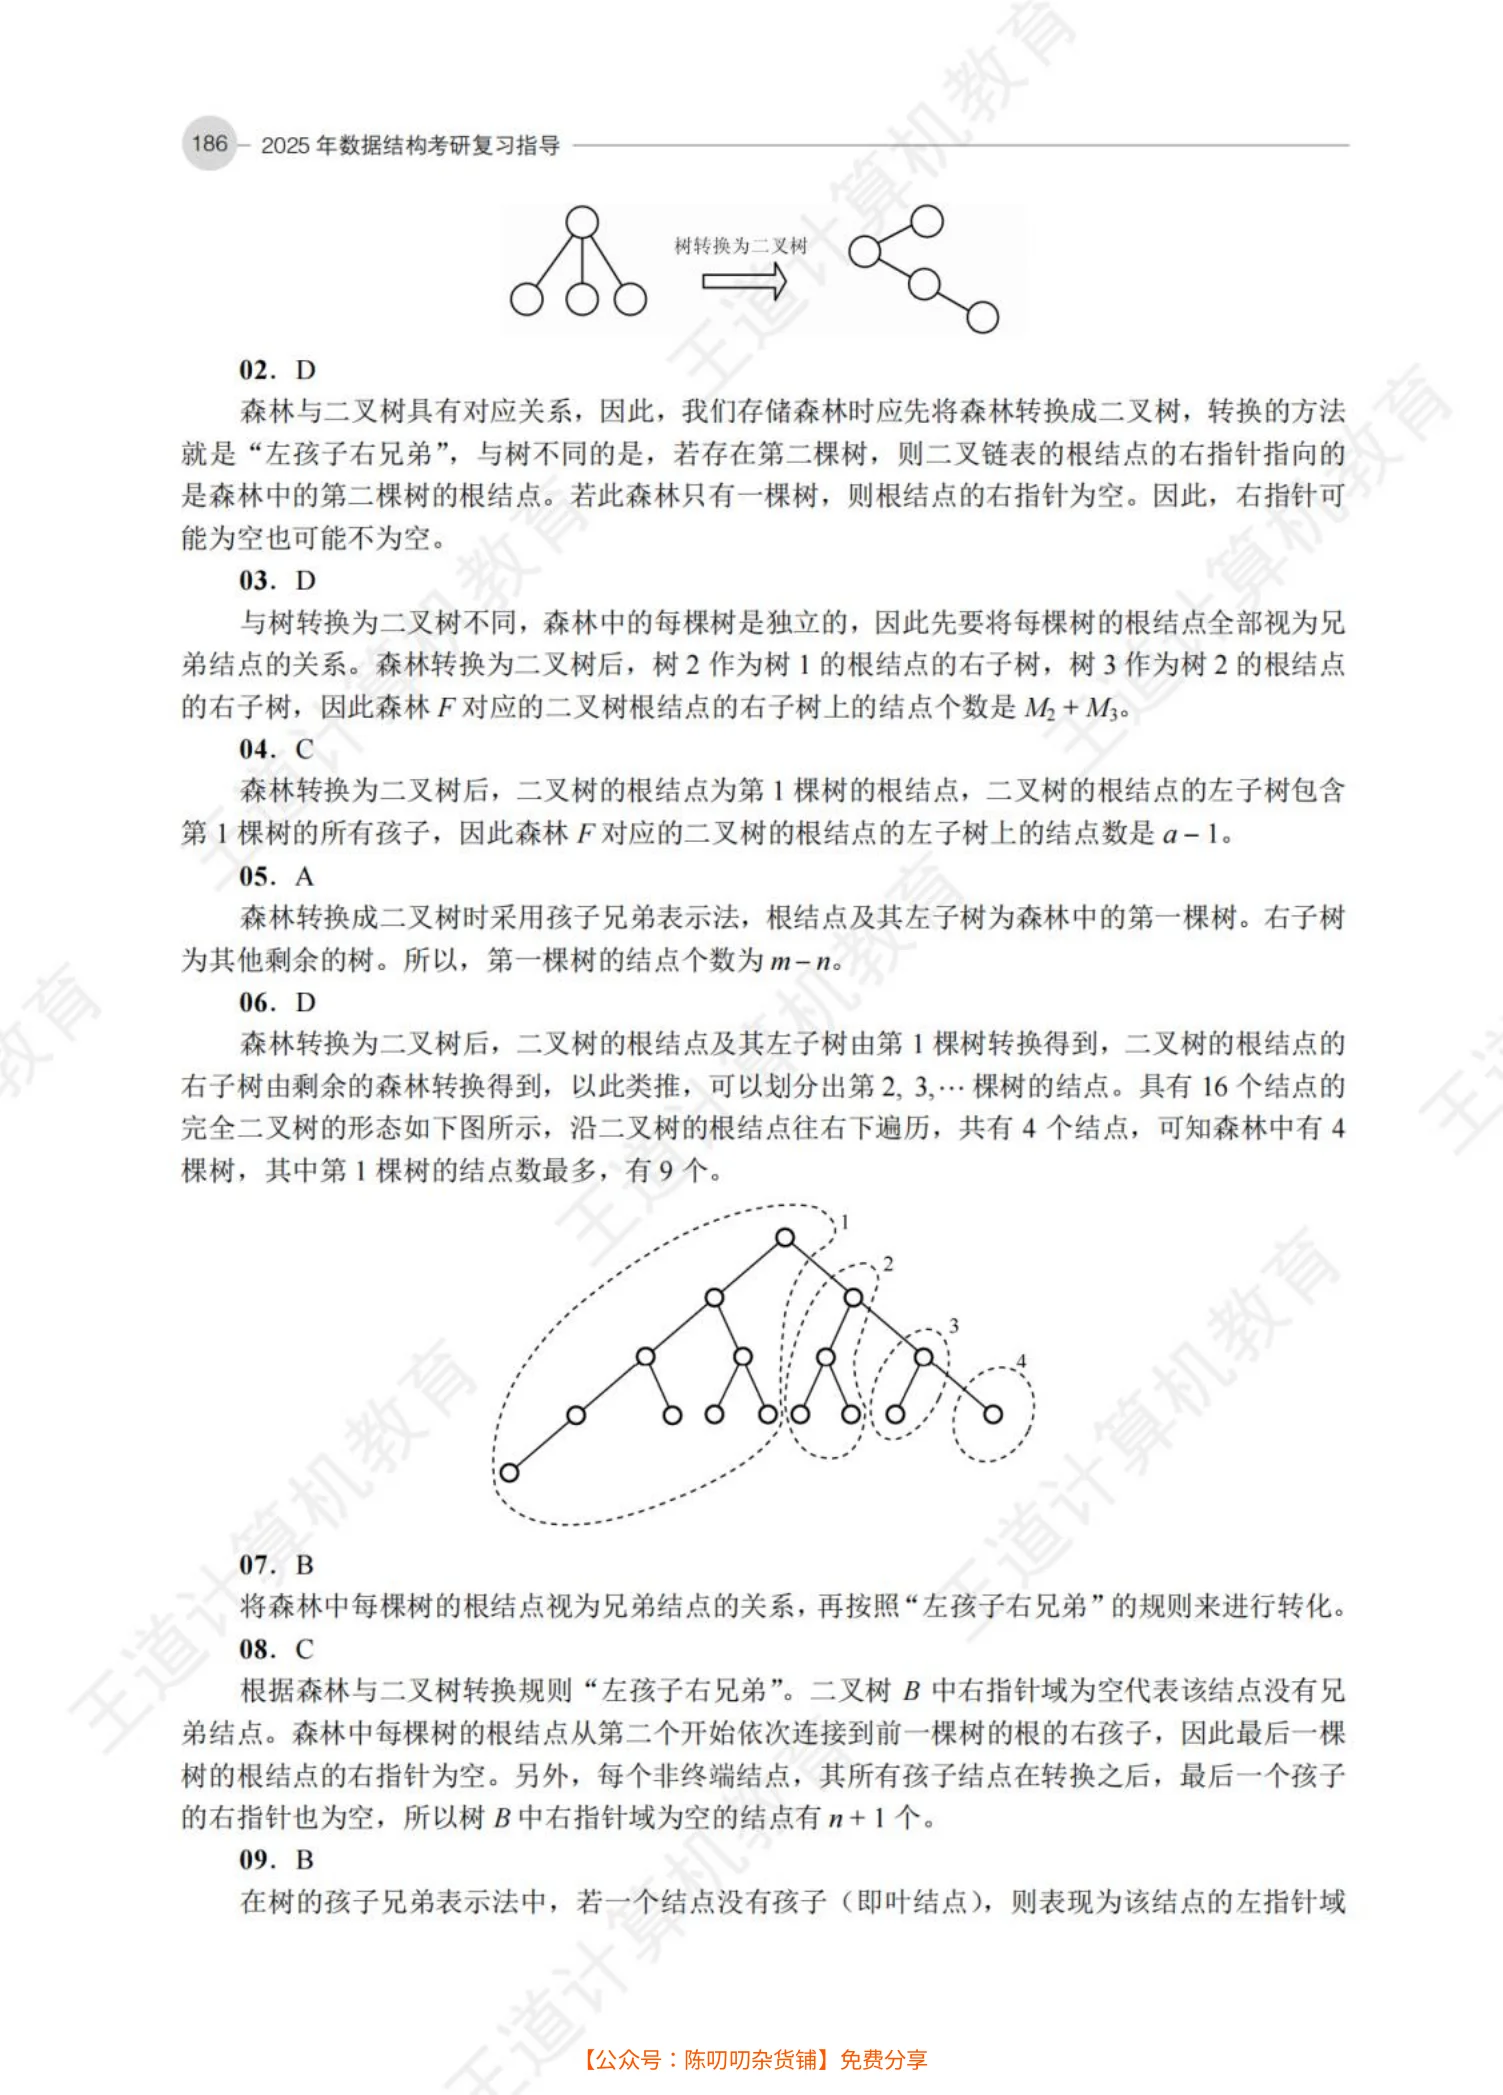 186 2025 年数据结构考研复习指导
树转换为二叉树
02. D
森林与二叉树具有对应关系，因此，我们存储森林时应先将森林转换成二叉树，转换的方法
就是“左孩子右兄弟”，与树不同的是，若存在第二棵树，则二叉链表的根结点的右指针指向的
是森林中的第二棵树的根结点。若此森林只有一棵树，则根结点的右指针为空。因此，右指针可
能为空也可能不为空。
03. D
与树转换为二叉树不同，森林中的每棵树是独立的，因此先要将每棵树的根结点全部视为兄
弟结点的关系。森林转换为二叉树后，树 2 作为树 1 的根结点的右子树，树 3 作为树 2 的根结点
的右子树，因此森林 F 对应的二叉树根结点的右子树上的结点个数是 M₂ + M₃。
04. C
森林转换为二叉树后，二叉树的根结点为第 1 棵树的根结点，二叉树的根结点的左子树包含
第 1 棵树的所有孩子，因此森林 F 对应的二叉树的根结点的左子树上的结点数是 a – 1。
05. A
森林转换成二叉树时采用孩子兄弟表示法，根结点及其左子树为森林中的第一棵树。右子树
为其他剩余的树。所以，第一棵树的结点个数为 m – n。
06. D
森林转换为二叉树后，二叉树的根结点及其左子树由第 1 棵树转换得到，二叉树的根结点的
右子树由剩余的森林转换得到，以此类推，可以划分出第 2, 3,⋯ 棵树的结点。具有 16 个结点的
完全二叉树的形态如下图所示，沿二叉树的根结点往右下遍历，共有 4 个结点，可知森林中有 4
棵树，其中第 1 棵树的结点数最多，有 9 个。
1
2
3
4
07. B
将森林中每棵树的根结点视为兄弟结点的关系，再按照“左孩子右兄弟”的规则来进行转化。
08. C
根据森林与二叉树转换规则“左孩子右兄弟”。二叉树 B 中右指针域为空代表该结点没有兄
弟结点。森林中每棵树的根结点从第二个开始依次连接到前一棵树的根的右孩子，因此最后一棵
树的根结点的右指针为空。另外，每个非终端结点，其所有孩子结点在转换之后，最后一个孩子
的右指针也为空，所以树 B 中右指针域为空的结点有 n + 1 个。
09. B
在树的孩子兄弟表示法中，若一个结点没有孩子（即叶结点），则表现为该结点的左指针域
王道计算机教育
【公众号：陈叨叨杂货铺】免费分享